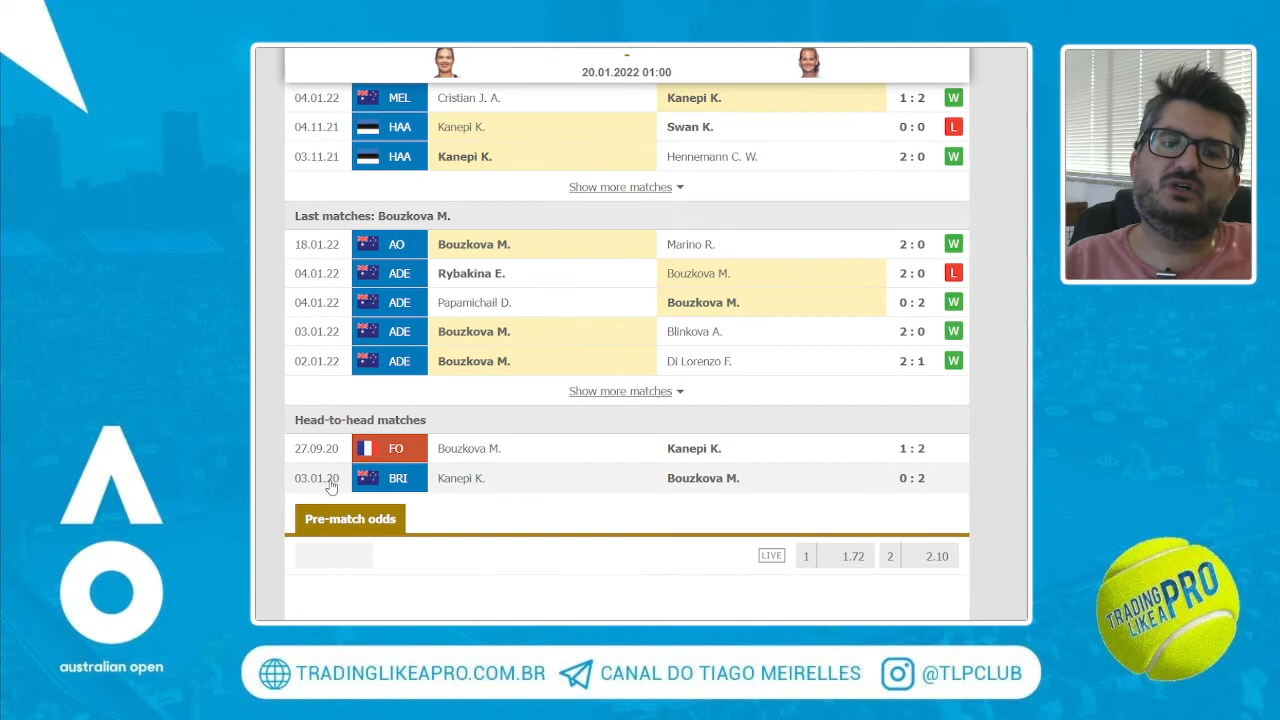 -
20.01.2022 01:00
04.01.22 MEL Cristian J. A. Kanepi K. 1 : 2 W
04.11.21 HAA Kanepi K. Swan K. 0 : 0 L
03.11.21 HAA Kanepi K. Hennemann C. W. 2 : 0 W
Show more matches
Last matches: Bouzkova M.
18.01.22 AO Bouzkova M. Marino R. 2 : 0 W
04.01.22 ADE Rybakina E. Bouzkova M. 2 : 0 L
04.01.22 ADE Papamichail D. Bouzkova M. 0 : 2 W
03.01.22 ADE Bouzkova M. Blinkova A. 2 : 0 W
02.01.22 ADE Bouzkova M. Di Lorenzo F. 2 : 1 W
Show more matches
Head-to-head matches
27.09.20 FO Bouzkova M. Kanepi K. 1 : 2
03.01.20 BRI Kanepi K. Bouzkova M. 0 : 2
Pre-match odds
LIVE 1 1.72 2 2.10
AO
australian open
TRADING
LIKE A
PRO
TRADINGLIKEAPRO.COM.BR CANAL DO TIAGO MEIRELLES @TLPCLUB